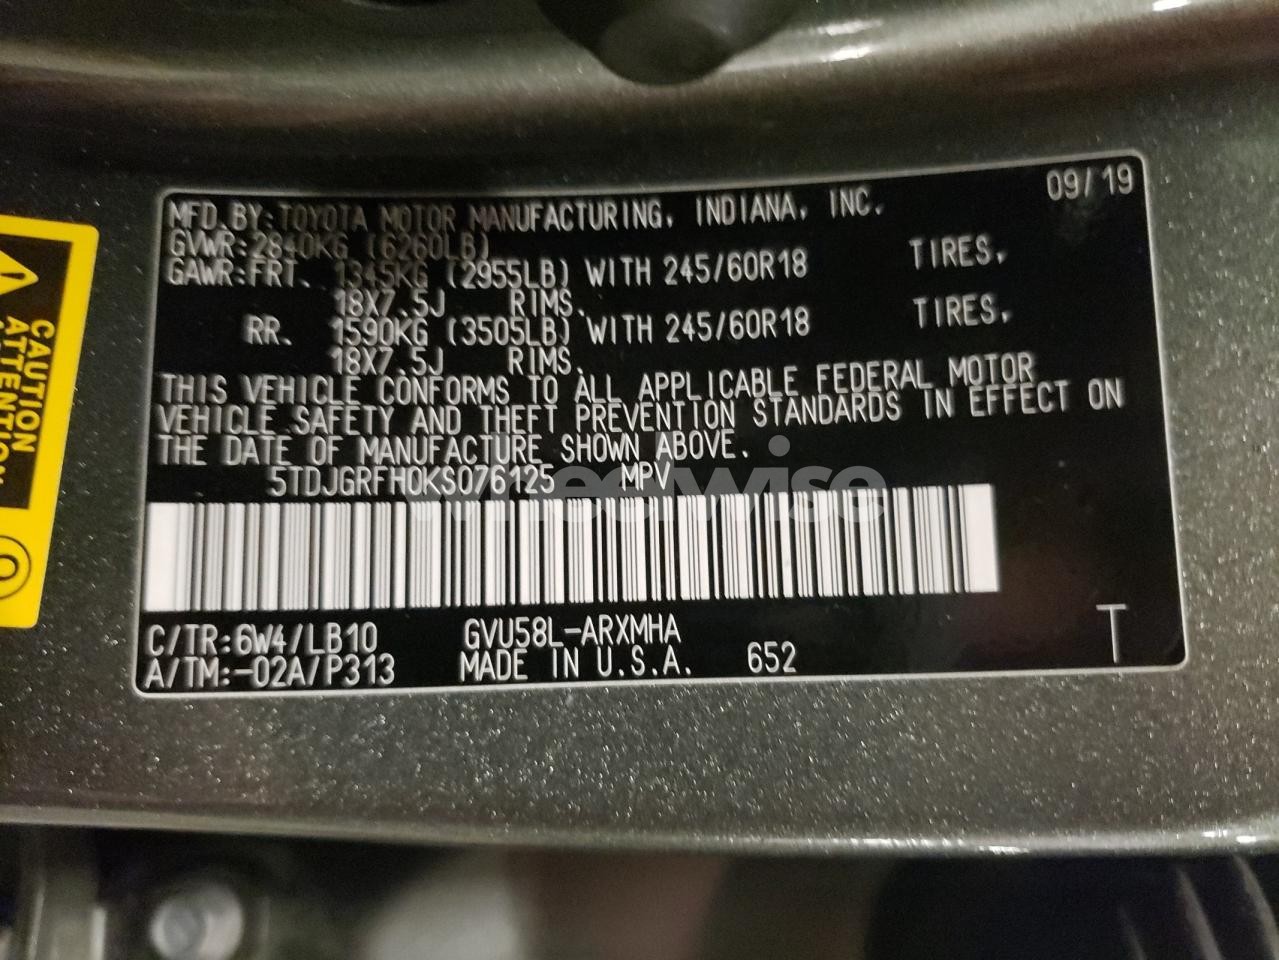 09/19
MFD.BY:TOYOTA MOTOR MANUFACTURING, INDIANA, INC.
GVWR:2840KG (6260LB)
GAWR:FRT. 1345KG (2955LB) WITH 245/60R18 TIRES,
18X7.5J RIMS.
RR. 1590KG (3505LB) WITH 245/60R18 TIRES,
18X7.5J RIMS.
THIS VEHICLE CONFORMS TO ALL APPLICABLE FEDERAL MOTOR
VEHICLE SAFETY AND THEFT PREVENTION STANDARDS IN EFFECT ON
THE DATE OF MANUFACTURE SHOWN ABOVE.
5TDJGRFH0KS076125 MPV
C/TR:6W4/LB10 GVU58L-ARXMHA
A/TM:-02A/P313 MADE IN U.S.A. 652
T
CAUTION
ATTENTION
wheelwise